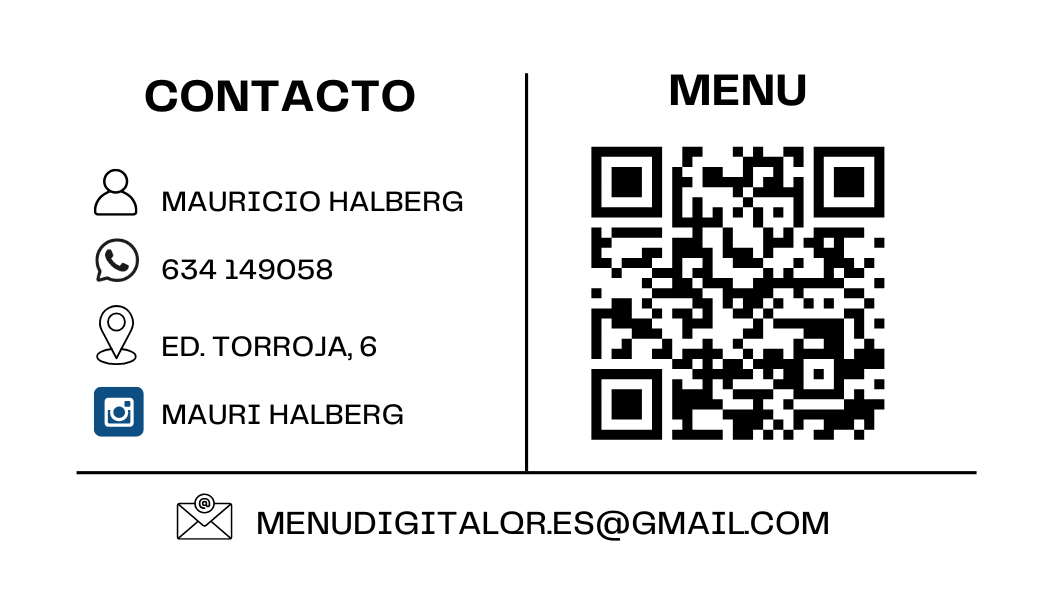 CONTACTO
MAURICIO HALBERG
634 149058
ED. TORROJA, 6
MAURI HALBERG
MENU
@
MENUDIGITALQR.ES@GMAIL.COM